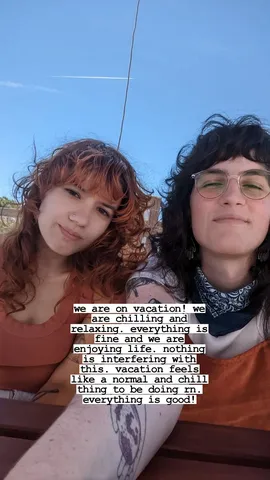 we are on vacation! we
are chilling and
relaxing. everything is
fine and we are
enjoying life. nothing
is interfering with
this. vacation feels
like a normal and chill
thing to be doing rn.
everything is good!